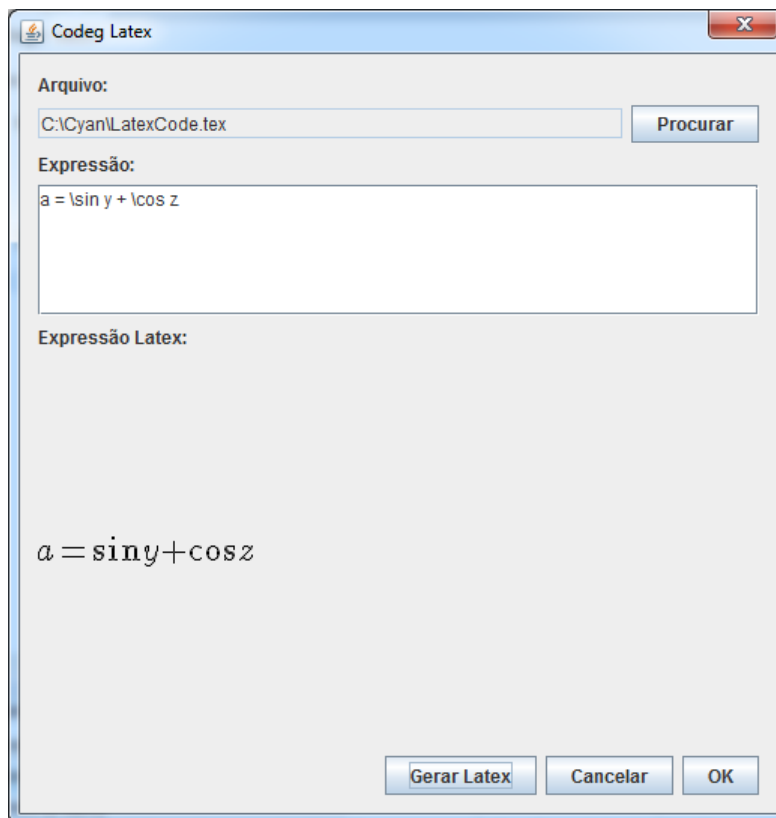 Codeg Latex
Arquivo:
C:\Cyan\LatexCode.tex Procurar
Expressão:
a = \sin y + \cos z
Expressão Latex:
a = siny+cosz
Gerar Latex Cancelar OK